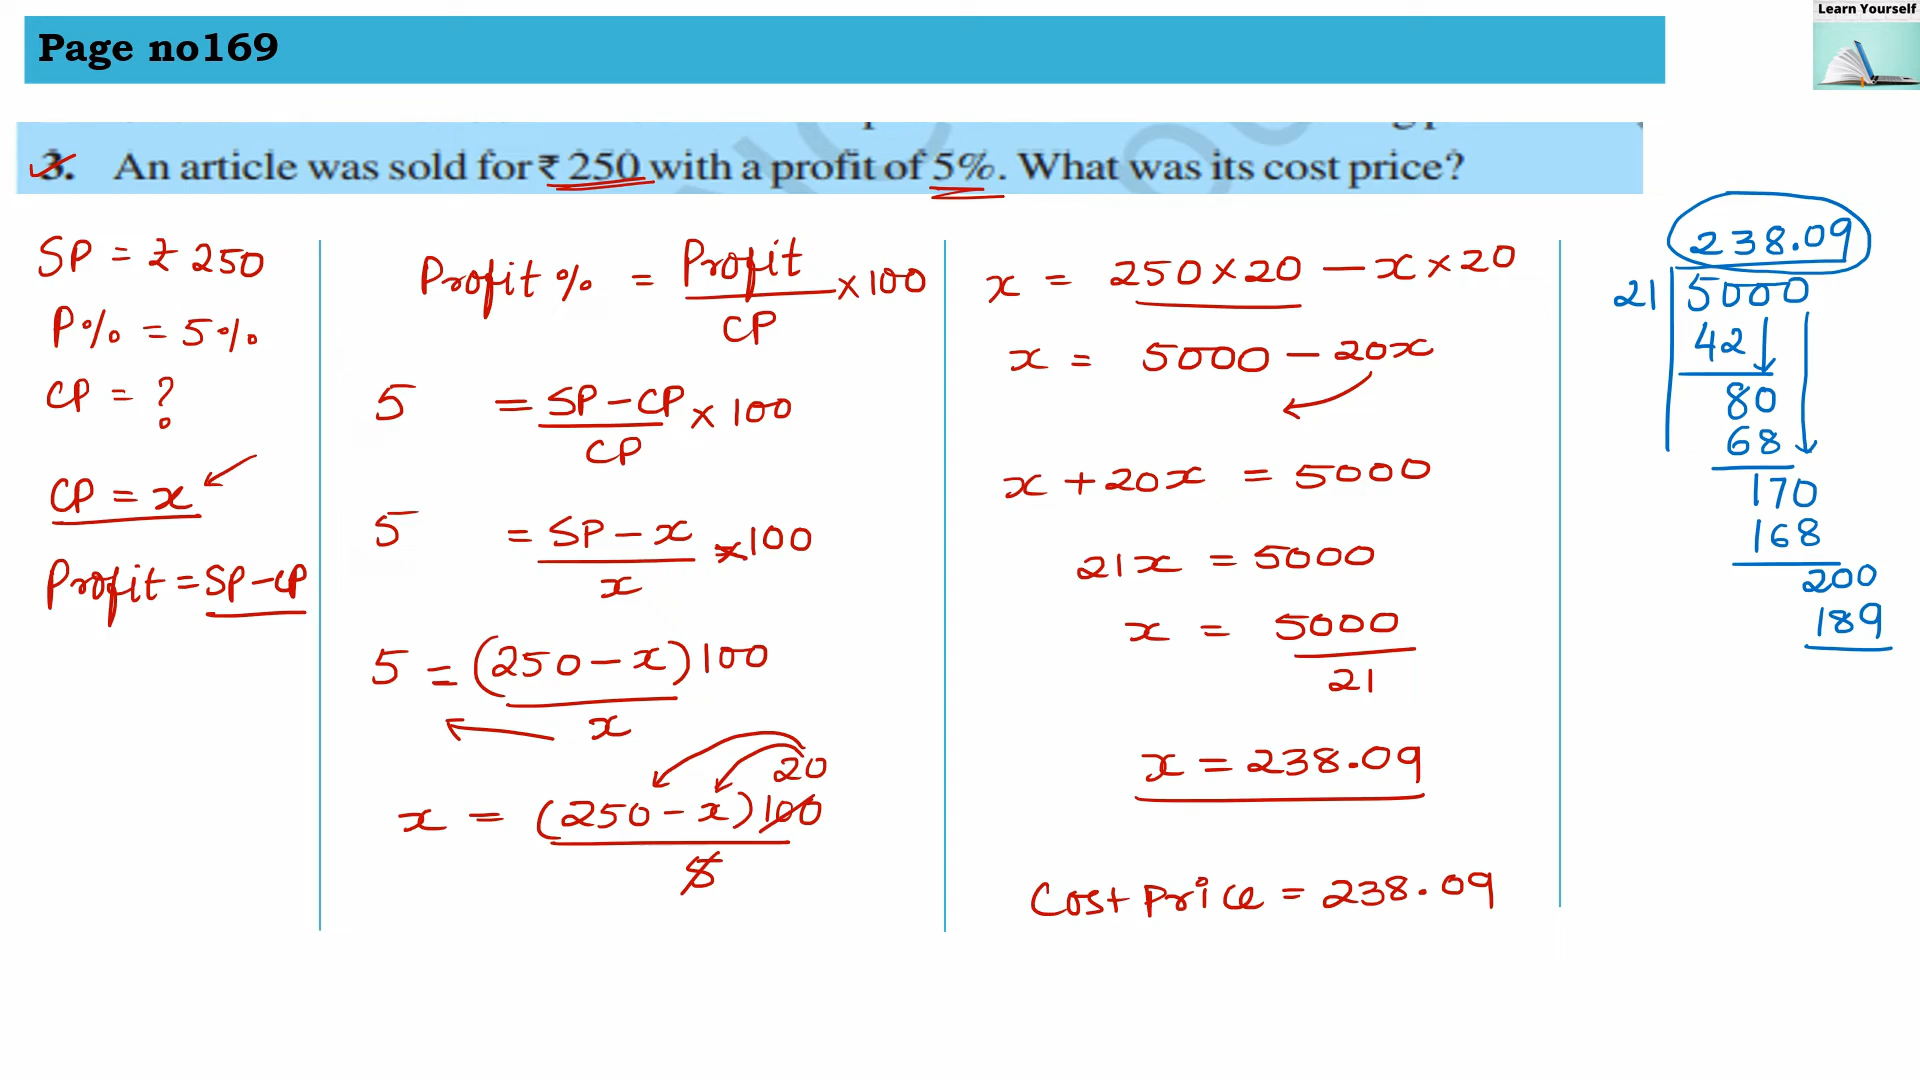 Learn Yourself
Page no169
3. An article was sold for ₹ 250 with a profit of 5%. What was its cost price?
SP = ₹ 250
P% = 5%
CP = ?
CP = x
Profit = SP-CP
Profit % = Profit/CP × 100
5 = SP-CP/CP × 100
5 = SP-x/x × 100
5 = (250-x)100/x
20
x = (250-x)100/5
x = 250×20 - x×20
x = 5000 - 20x
x + 20x = 5000
21x = 5000
x = 5000/21
x = 238.09
Cost Price = 238.09
238.09
21 5000
42
80
68
170
168
200
189